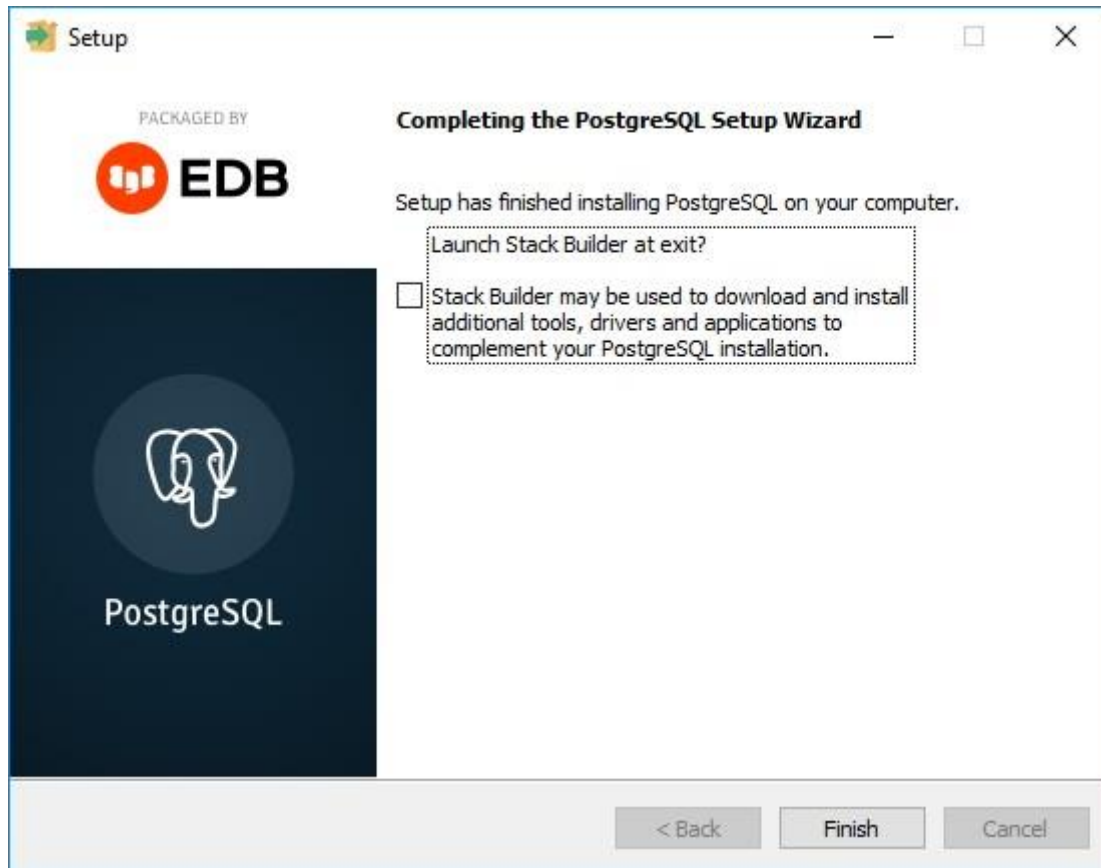 Setup
PACKAGED BY
EDB
Completing the PostgreSQL Setup Wizard
Setup has finished installing PostgreSQL on your computer.
Launch Stack Builder at exit?
Stack Builder may be used to download and install
additional tools, drivers and applications to
complement your PostgreSQL installation.
PostgreSQL
< Back
Finish
Cancel